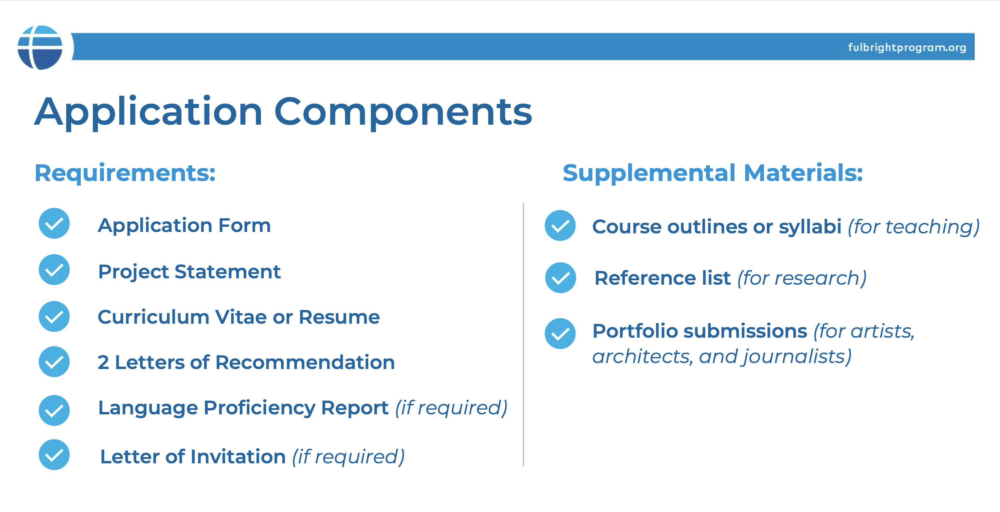 fulbrightprogram.org
Application Components
Requirements:
Application Form
Project Statement
Curriculum Vitae or Resume
2 Letters of Recommendation
Language Proficiency Report (if required)
Letter of Invitation (if required)
Supplemental Materials:
Course outlines or syllabi (for teaching)
Reference list (for research)
Portfolio submissions (for artists,
architects, and journalists)